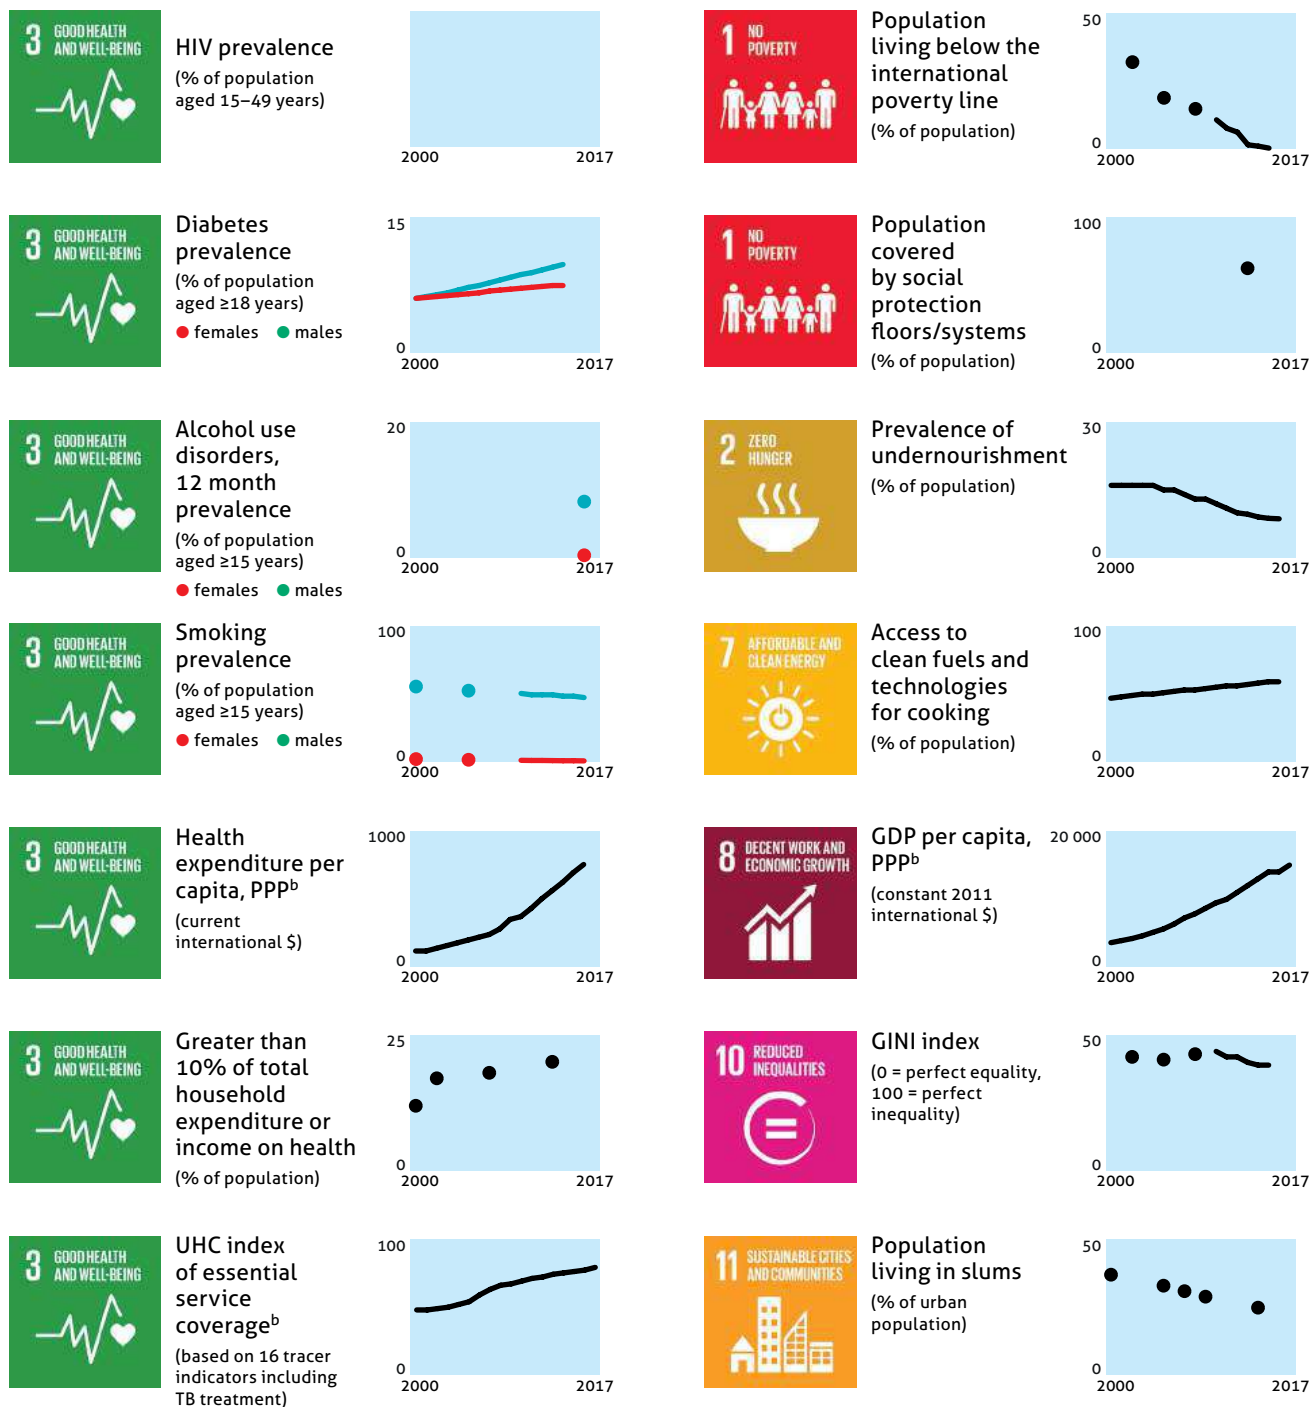 3 GOOD HEALTH
AND WELL-BEING
HIV prevalence
(% of population
aged 15–49 years)
2000 2017
3 GOOD HEALTH
AND WELL-BEING
Diabetes
prevalence
(% of population
aged ≥18 years)
females males
15
0
2000 2017
3 GOOD HEALTH
AND WELL-BEING
Alcohol use
disorders,
12 month
prevalence
(% of population
aged ≥15 years)
females males
20
0
2000 2017
3 GOOD HEALTH
AND WELL-BEING
Smoking
prevalence
(% of population
aged ≥15 years)
females males
100
0
2000 2017
3 GOOD HEALTH
AND WELL-BEING
Health
expenditure per
capita, PPPᵇ
(current
international $)
1000
0
2000 2017
3 GOOD HEALTH
AND WELL-BEING
Greater than
10% of total
household
expenditure or
income on health
(% of population)
25
0
2000 2017
3 GOOD HEALTH
AND WELL-BEING
UHC index
of essential
service
coverageᵇ
(based on 16 tracer
indicators including
TB treatment)
100
0
2000 2017
1 NO
POVERTY
Population
living below the
international
poverty line
(% of population)
50
0
2000 2017
1 NO
POVERTY
Population
covered
by social
protection
floors/systems
(% of population)
100
0
2000 2017
2 ZERO
HUNGER
Prevalence of
undernourishment
(% of population)
30
0
2000 2017
7 AFFORDABLE AND
CLEAN ENERGY
Access to
clean fuels and
technologies
for cooking
(% of population)
100
0
2000 2017
8 DECENT WORK AND
ECONOMIC GROWTH
GDP per capita,
PPPᵇ
(constant 2011
international $)
20 000
0
2000 2017
10 REDUCED
INEQUALITIES
GINI index
(0 = perfect equality,
100 = perfect
inequality)
50
0
2000 2017
11 SUSTAINABLE CITIES
AND COMMUNITIES
Population
living in slums
(% of urban
population)
50
0
2000 2017